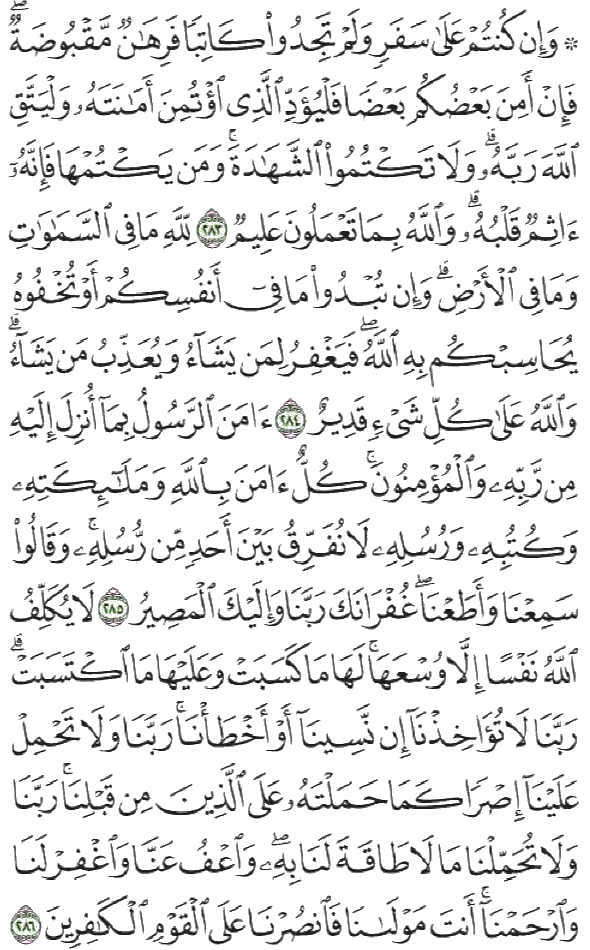 ۞ وَإِن كُنتُمْ عَلَىٰ سَفَرٍ وَلَمْ تَجِدُوا۟ كَاتِبًا فَرِهَـٰنٌ مَّقْبُوضَةٌ ۖ
فَإِنْ أَمِنَ بَعْضُكُم بَعْضًا فَلْيُؤَدِّ ٱلَّذِى ٱؤْتُمِنَ أَمَـٰنَتَهُۥ وَلْيَتَّقِ
ٱللَّهَ رَبَّهُۥ ۗ وَلَا تَكْتُمُوا۟ ٱلشَّهَـٰدَةَ ۚ وَمَن يَكْتُمْهَا فَإِنَّهُۥٓ
ءَاثِمٌ قَلْبُهُۥ ۗ وَٱللَّهُ بِمَا تَعْمَلُونَ عَلِيمٌ ٢٨٣ لِّلَّهِ مَا فِى ٱلسَّمَـٰوَٰتِ
وَمَا فِى ٱلْأَرْضِ ۗ وَإِن تُبْدُوا۟ مَا فِىٓ أَنفُسِكُمْ أَوْ تُخْفُوهُ
يُحَاسِبْكُم بِهِ ٱللَّهُ ۖ فَيَغْفِرُ لِمَن يَشَآءُ وَيُعَذِّبُ مَن يَشَآءُ ۗ
وَٱللَّهُ عَلَىٰ كُلِّ شَىْءٍ قَدِيرٌ ٢٨٤ ءَامَنَ ٱلرَّسُولُ بِمَآ أُنزِلَ إِلَيْهِ
مِن رَّبِّهِۦ وَٱلْمُؤْمِنُونَ ۚ كُلٌّ ءَامَنَ بِٱللَّهِ وَمَلَـٰٓئِكَتِهِۦ
وَكُتُبِهِۦ وَرُسُلِهِۦ لَا نُفَرِّقُ بَيْنَ أَحَدٍ مِّن رُّسُلِهِۦ ۚ وَقَالُوا۟
سَمِعْنَا وَأَطَعْنَا ۖ غُفْرَانَكَ رَبَّنَا وَإِلَيْكَ ٱلْمَصِيرُ ٢٨٥ لَا يُكَلِّفُ
ٱللَّهُ نَفْسًا إِلَّا وُسْعَهَا ۚ لَهَا مَا كَسَبَتْ وَعَلَيْهَا مَا ٱكْتَسَبَتْ ۗ
رَبَّنَا لَا تُؤَاخِذْنَآ إِن نَّسِينَآ أَوْ أَخْطَأْنَا ۚ رَبَّنَا وَلَا تَحْمِلْ
عَلَيْنَآ إِصْرًا كَمَا حَمَلْتَهُۥ عَلَى ٱلَّذِينَ مِن قَبْلِنَا ۚ رَبَّنَا
وَلَا تُحَمِّلْنَا مَا لَا طَاقَةَ لَنَا بِهِۦ ۖ وَٱعْفُ عَنَّا وَٱغْفِرْ لَنَا
وَٱرْحَمْنَآ ۚ أَنتَ مَوْلَىٰنَا فَٱنصُرْنَا عَلَى ٱلْقَوْمِ ٱلْكَـٰفِرِينَ ٢٨٦